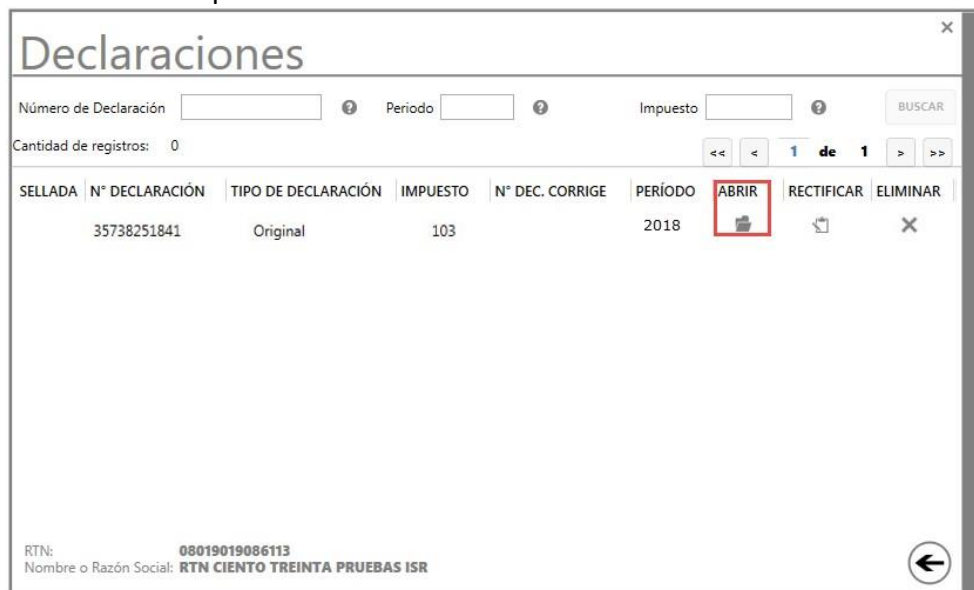 ×
Declaraciones
Número de Declaración ? Periodo ? Impuesto ? BUSCAR
Cantidad de registros: 0 << < 1 de 1 > >>
SELLADA N° DECLARACIÓN TIPO DE DECLARACIÓN IMPUESTO N° DEC. CORRIGE PERÍODO ABRIR RECTIFICAR ELIMINAR
35738251841 Original 103 2018
RTN: 08019019086113
Nombre o Razón Social: RTN CIENTO TREINTA PRUEBAS ISR